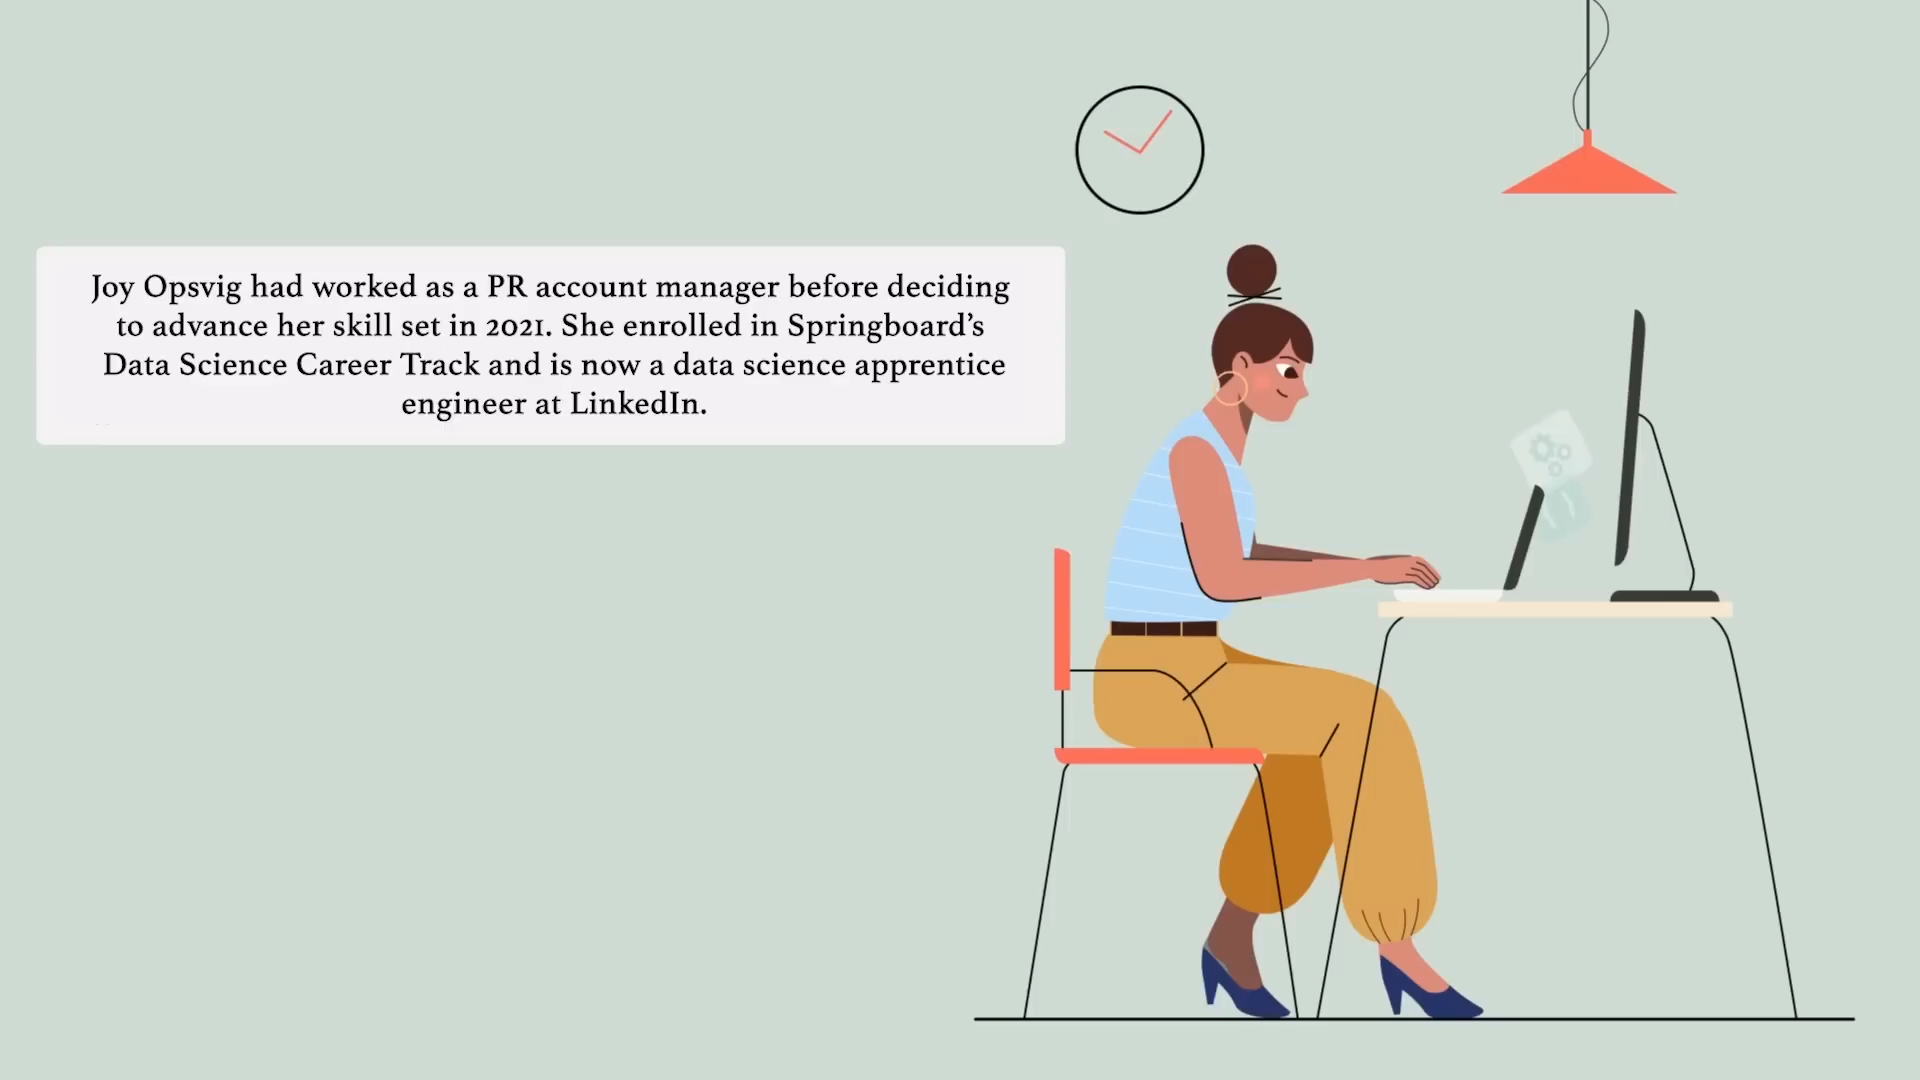 Joy Opsvig had worked as a PR account manager before deciding
to advance her skill set in 2021. She enrolled in Springboard’s
Data Science Career Track and is now a data science apprentice
engineer at LinkedIn.